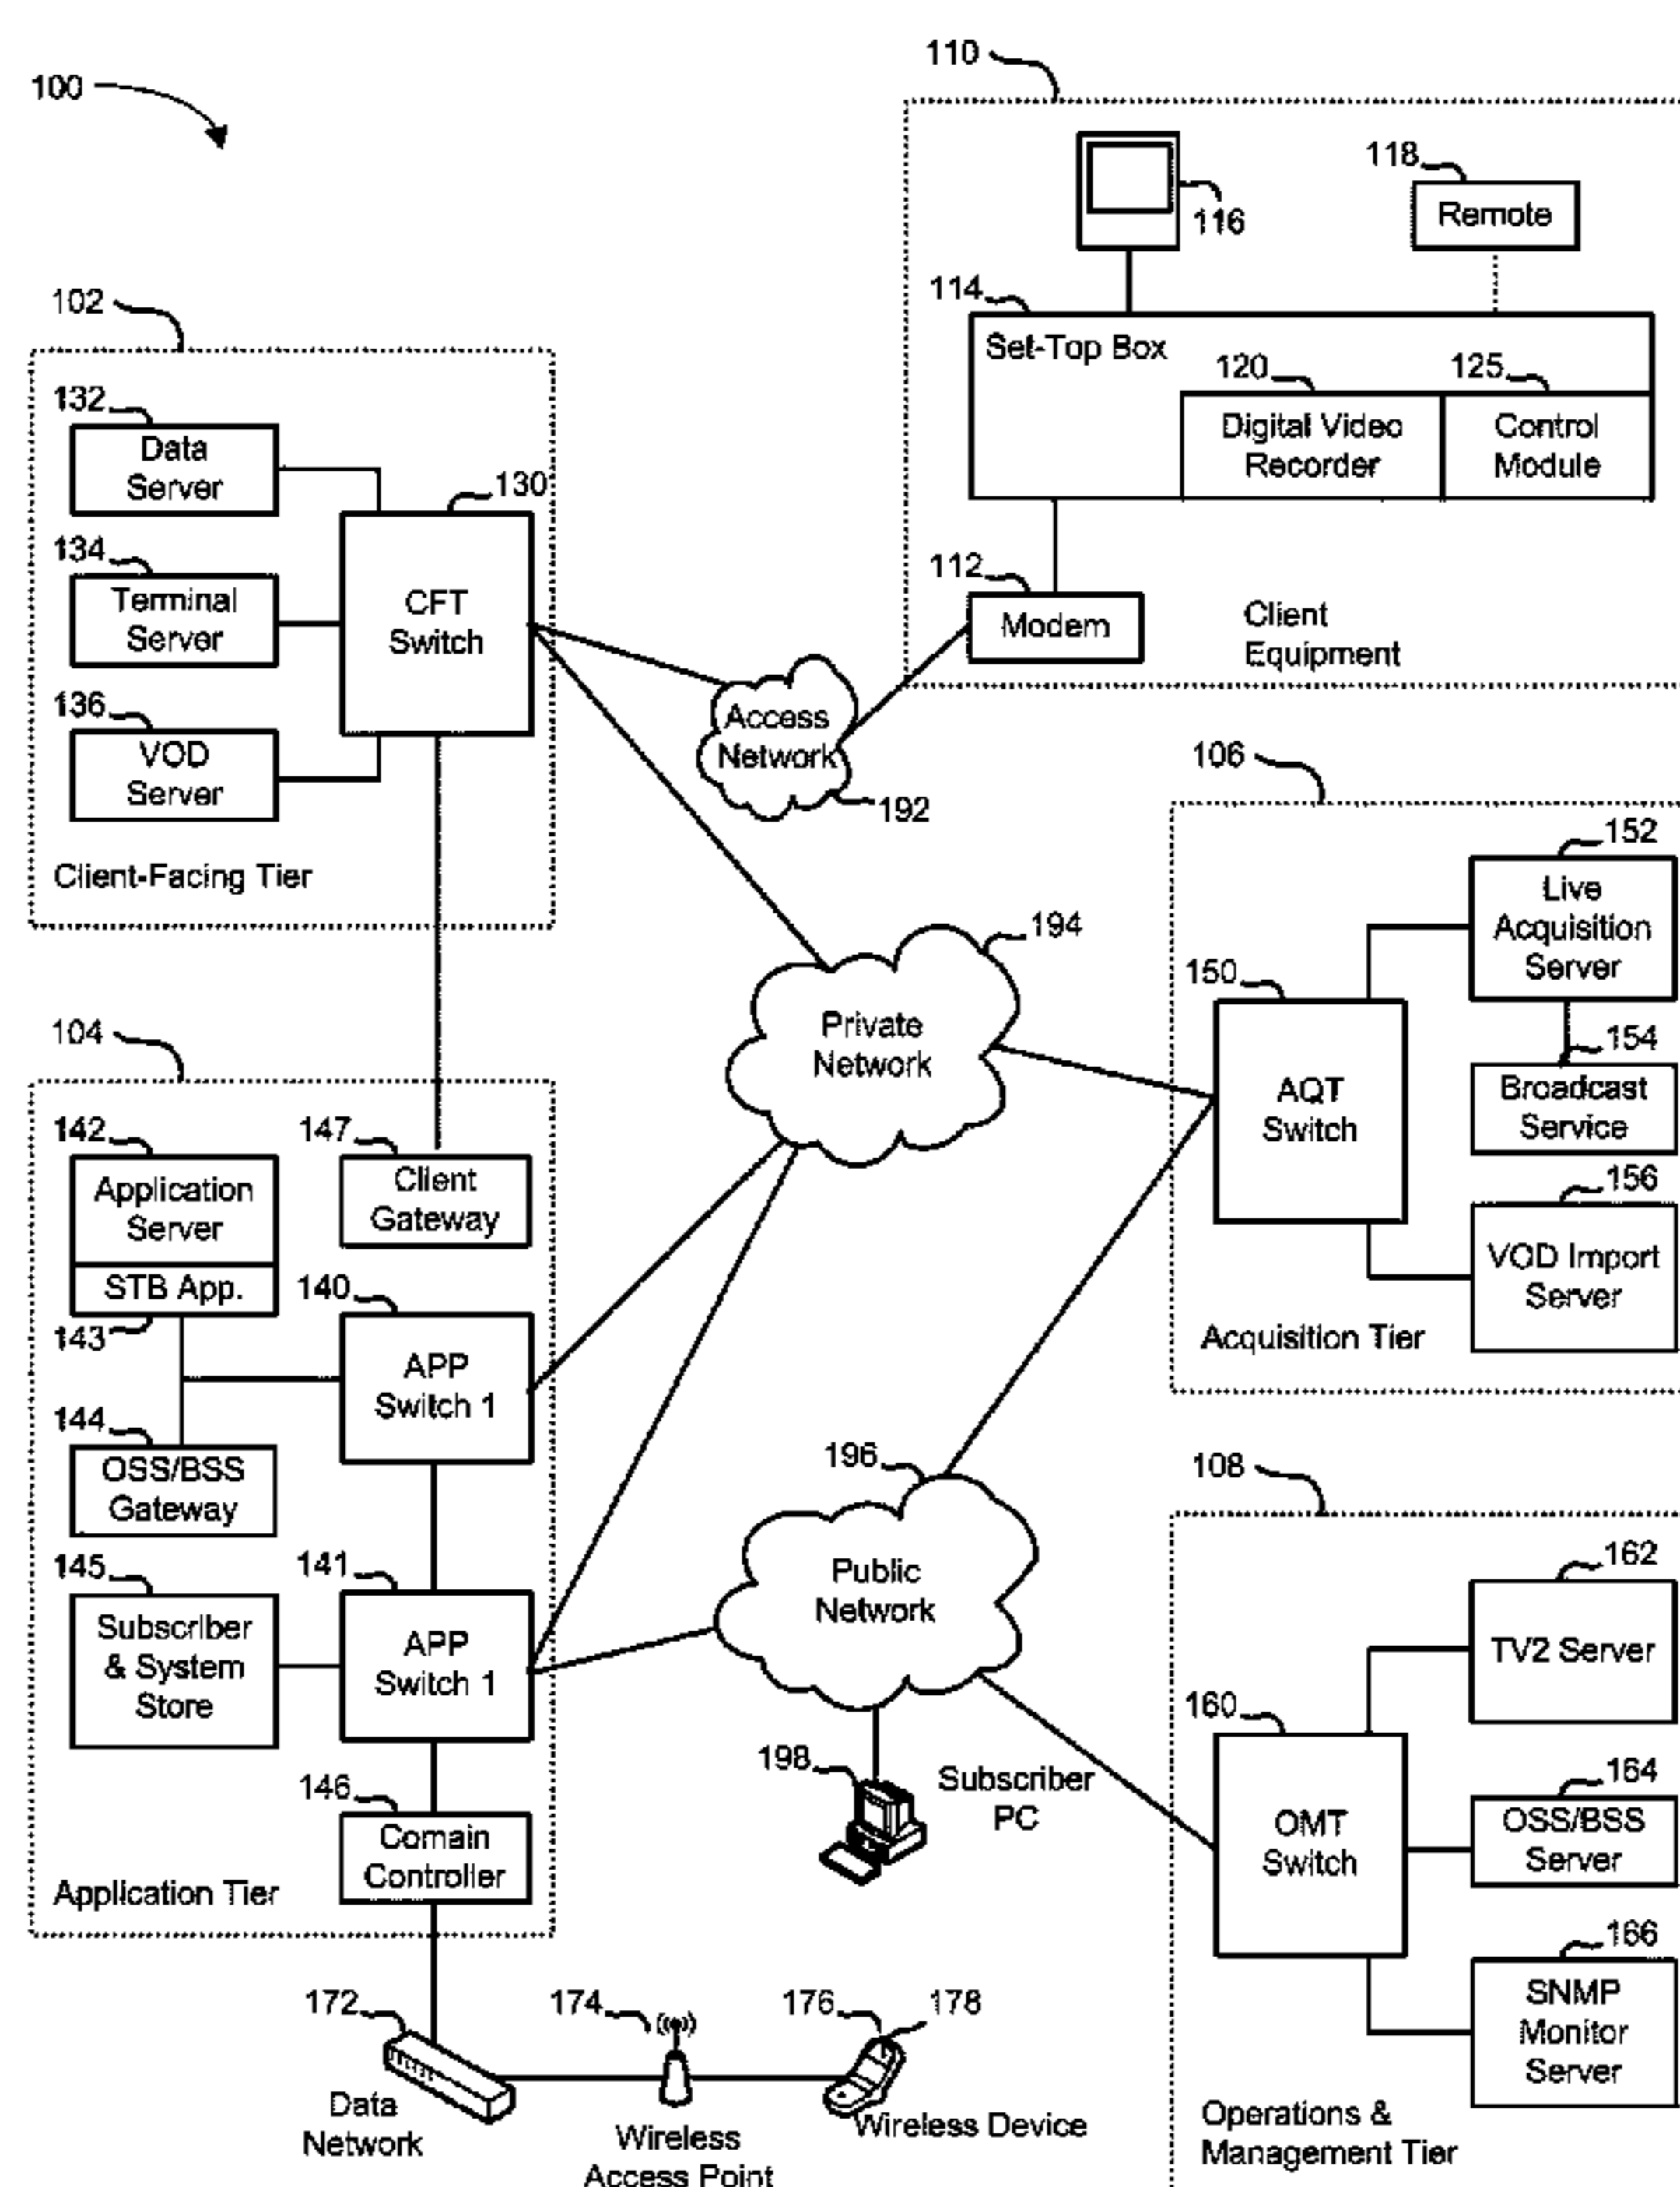 100
110
118
Remote
116
114
Set-Top Box
120
125
Digital Video
Recorder
Control
Module
112
Modem
Client
Equipment
102
132
Data
Server
130
134
Terminal
Server
CFT
Switch
136
VOD
Server
Client-Facing Tier
Access
Network
192
106
152
Live
Acquisition
Server
150
154
AQT
Switch
Broadcast
Service
156
VOD Import
Server
Acquisition Tier
194
Private
Network
104
142
Application
Server
STB App.
143
147
Client
Gateway
140
APP
Switch 1
144
OSS/BSS
Gateway
145
Subscriber
& System
Store
141
APP
Switch 1
146
Comain
Controller
Application Tier
196
Public
Network
198
Subscriber
PC
108
162
TV2 Server
160
OMT
Switch
164
OSS/BSS
Server
166
SNMP
Monitor
Server
Operations &
Management Tier
172
Data
Network
174
Wireless
Access Point
176
178
Wireless Device